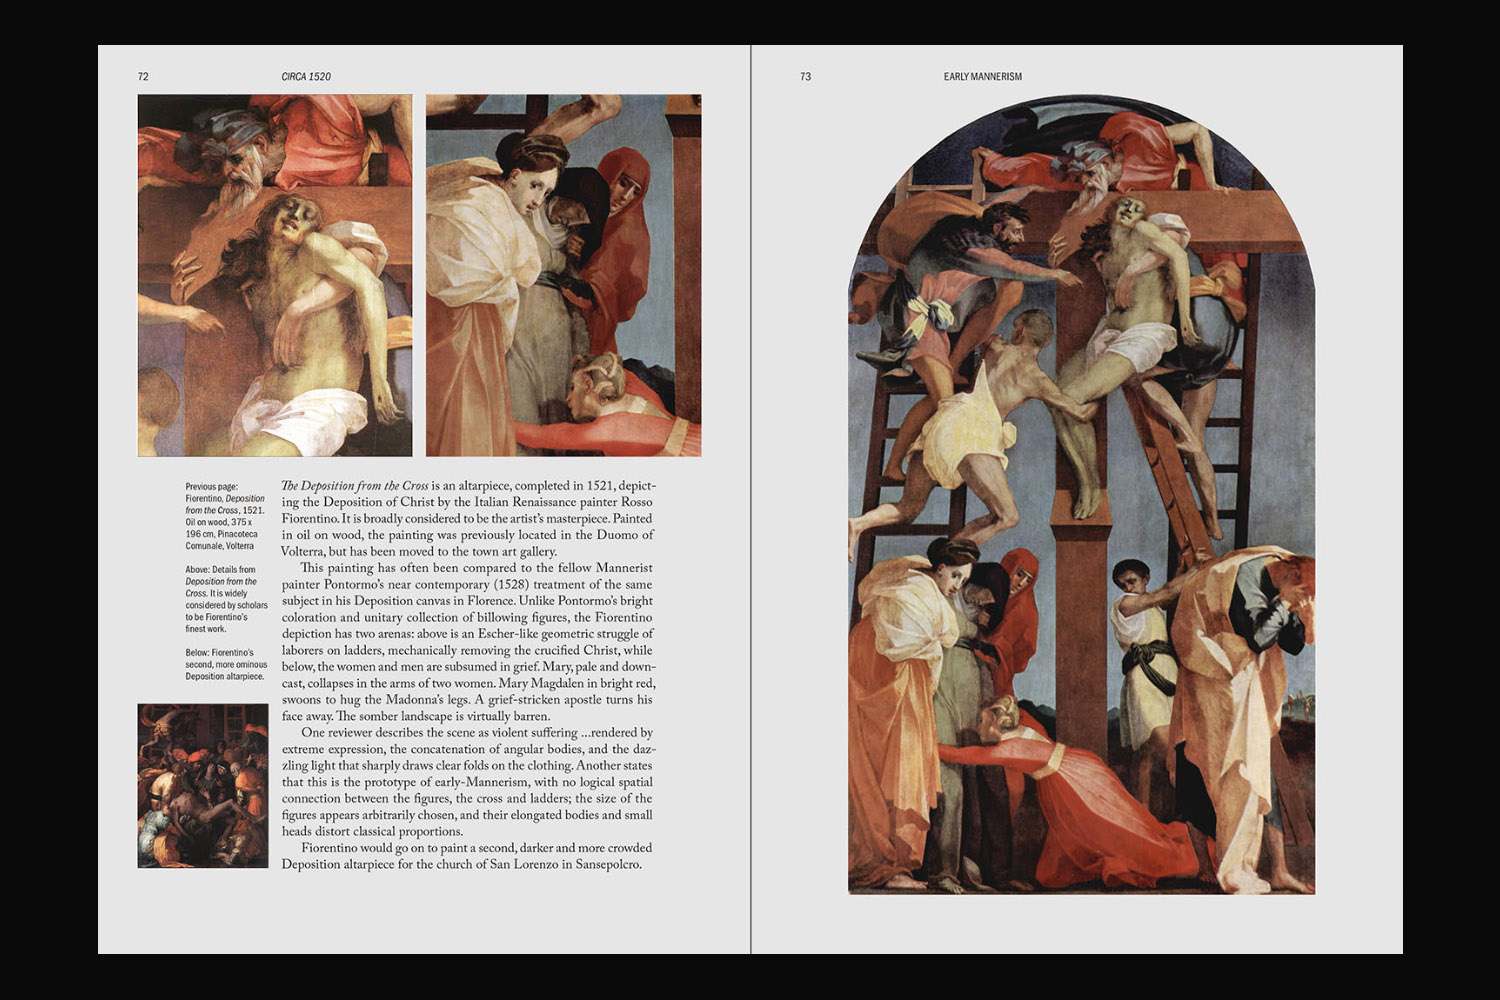 72
CIRCA 1520
Previous page:
Fiorentino, Deposition
from the Cross, 1521.
Oil on wood, 375 x
196 cm, Pinacoteca
Comunale, Volterra
Above: Details from
Deposition from the
Cross. It is widely
considered by scholars
to be Fiorentino's
finest work.
Below: Fiorentino's
second, more ominous
Deposition altarpiece.
The Deposition from the Cross is an altarpiece, completed in 1521, depict-
ing the Deposition of Christ by the Italian Renaissance painter Rosso
Fiorentino. It is broadly considered to be the artist's masterpiece. Painted
in oil on wood, the painting was previously located in the Duomo of
Volterra, but has been moved to the town art gallery.
This painting has often been compared to the fellow Mannerist
painter Pontormo's near contemporary (1528) treatment of the same
subject in his Deposition canvas in Florence. Unlike Pontormo's bright
coloration and unitary collection of billowing figures, the Fiorentino
depiction has two arenas: above is an Escher-like geometric struggle of
laborers on ladders, mechanically removing the crucified Christ, while
below, the women and men are subsumed in grief. Mary, pale and down-
cast, collapses in the arms of two women. Mary Magdalen in bright red,
swoons to hug the Madonna's legs. A grief-stricken apostle turns his
face away. The somber landscape is virtually barren.
One reviewer describes the scene as violent suffering ...rendered by
extreme expression, the concatenation of angular bodies, and the daz-
zling light that sharply draws clear folds on the clothing. Another states
that this is the prototype of early-Mannerism, with no logical spatial
connection between the figures, the cross and ladders; the size of the
figures appears arbitrarily chosen, and their elongated bodies and small
heads distort classical proportions.
Fiorentino would go on to paint a second, darker and more crowded
Deposition altarpiece for the church of San Lorenzo in Sansepolcro.
73
EARLY MANNERISM